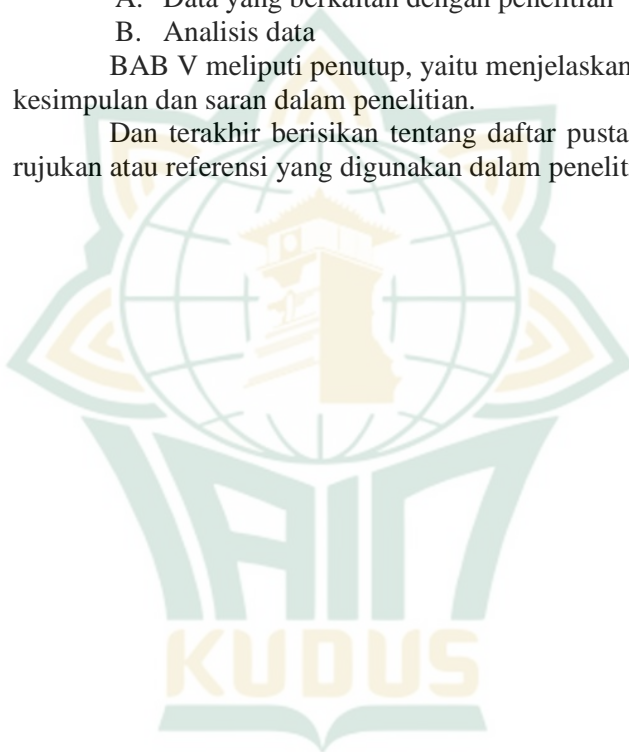 A. Data yang berkaitan dengan penelitian
B. Analisis data
BAB V meliputi penutup, yaitu menjelaskan
kesimpulan dan saran dalam penelitian.
Dan terakhir berisikan tentang daftar pusta
rujukan atau referensi yang digunakan dalam penelit
IAIN
KUDUS